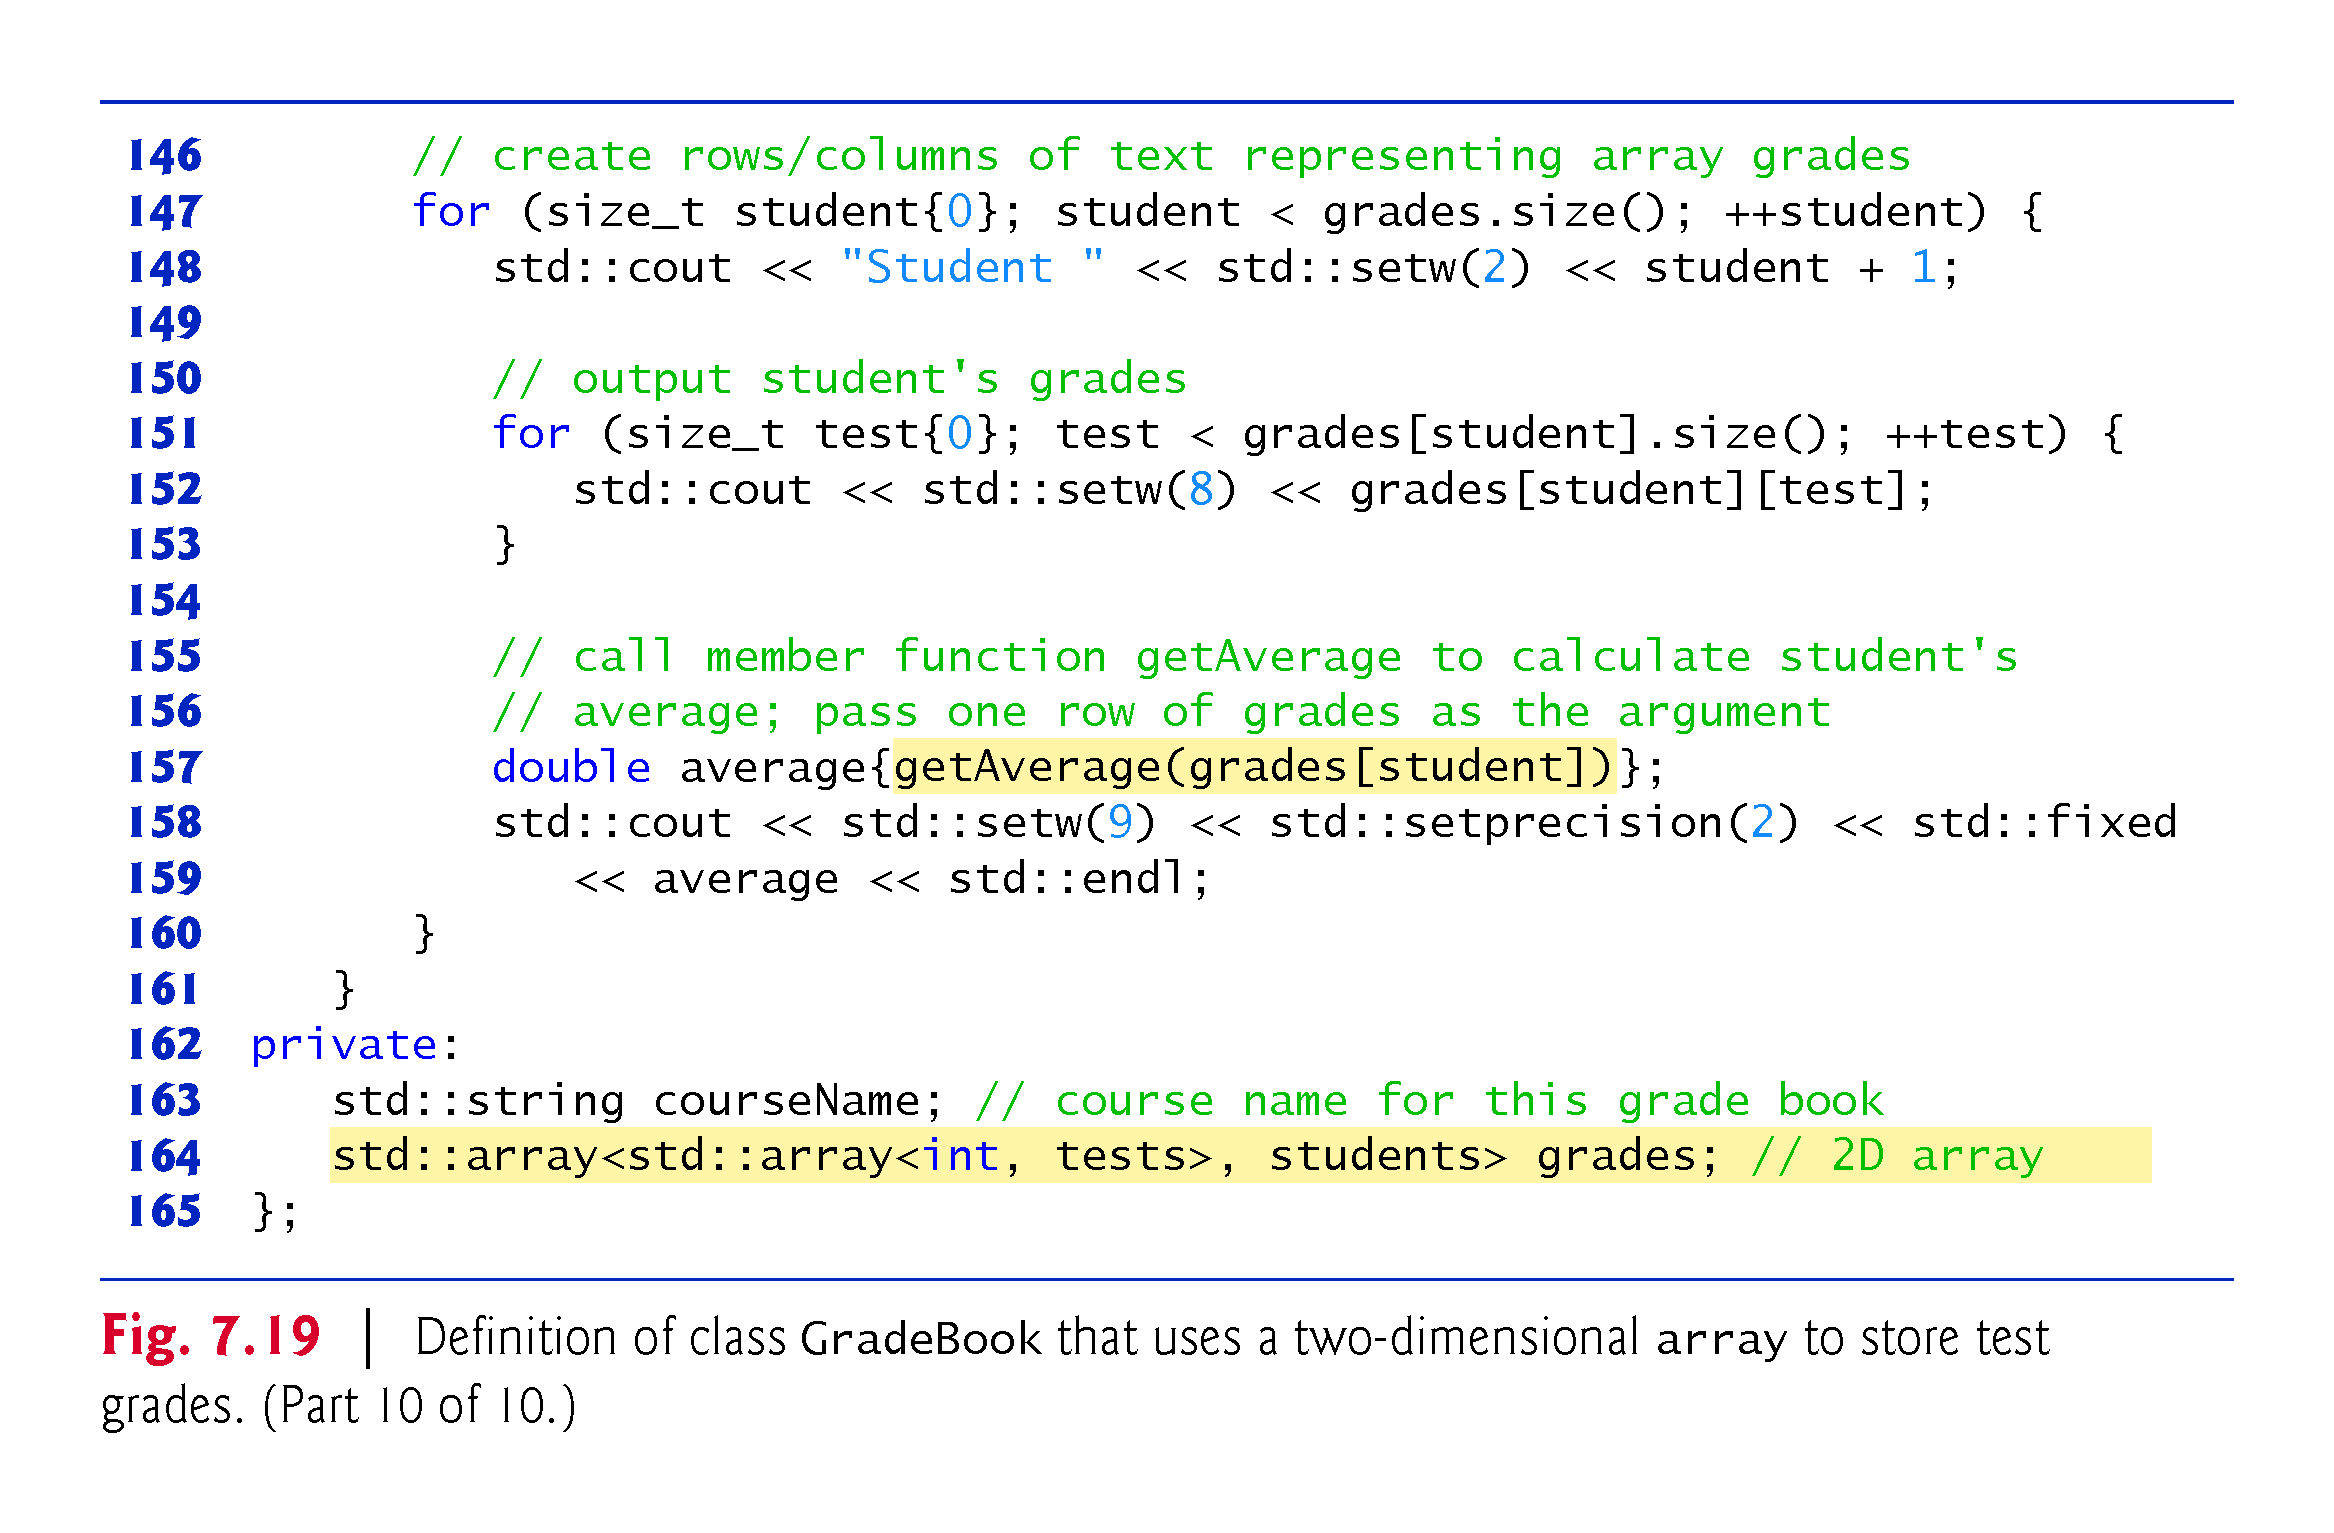 146        // create rows/columns of text representing array grades
147        for (size_t student{0}; student < grades.size(); ++student) {
148           std::cout << "Student " << std::setw(2) << student + 1;
149
150           // output student's grades
151           for (size_t test{0}; test < grades[student].size(); ++test) {
152              std::cout << std::setw(8) << grades[student][test];
153           }
154
155           // call member function getAverage to calculate student's
156           // average; pass one row of grades as the argument
157           double average{getAverage(grades[student])};
158           std::cout << std::setw(9) << std::setprecision(2) << std::fixed
159              << average << std::endl;
160        }
161     }
162  private:
163     std::string courseName; // course name for this grade book
164     std::array<std::array<int, tests>, students> grades; // 2D array
165  };
Fig. 7.19 | Definition of class GradeBook that uses a two-dimensional array to store test
grades. (Part 10 of 10.)